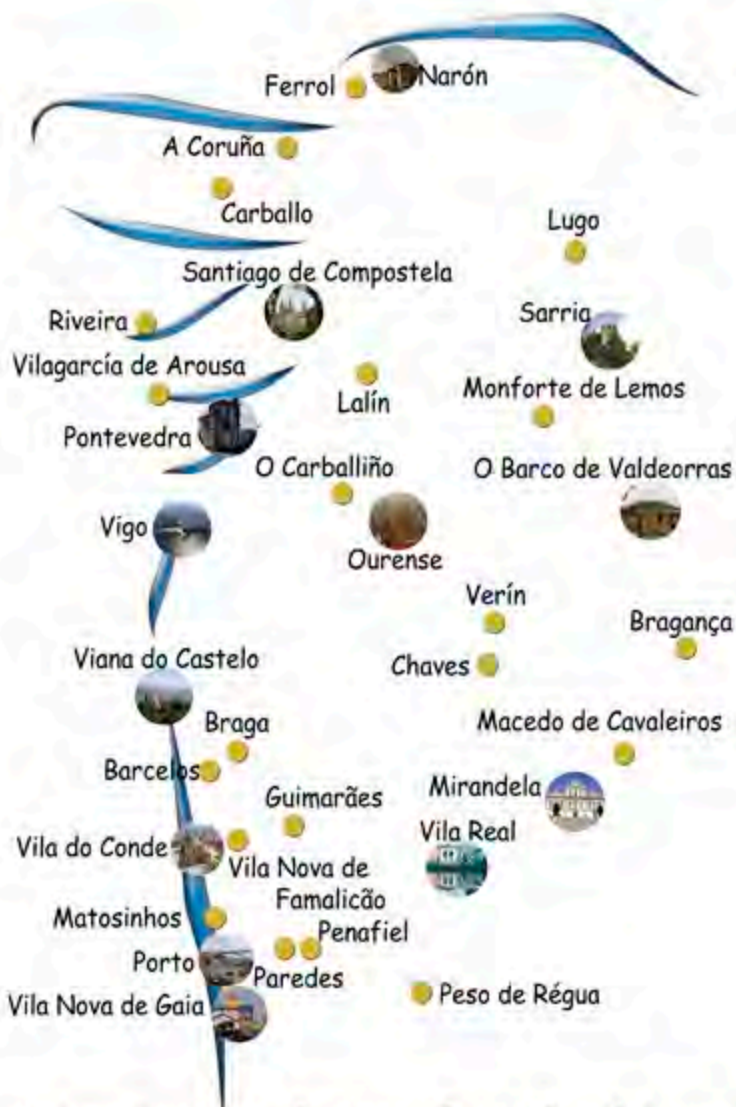 Ferrol
Narón
A Coruña
Carballo
Lugo
Santiago de Compostela
Sarria
Riveira
Vilagarcía de Arousa
Lalín
Monforte de Lemos
Pontevedra
O Carballiño
O Barco de Valdeorras
Vigo
Ourense
Verín
Bragança
Viana do Castelo
Chaves
Braga
Macedo de Cavaleiros
Barcelos
Mirandela
Guimarães
Vila Real
Vila do Conde
Vila Nova de
Famalicão
Matosinhos
Penafiel
Porto
Paredes
Vila Nova de Gaia
Peso de Régua